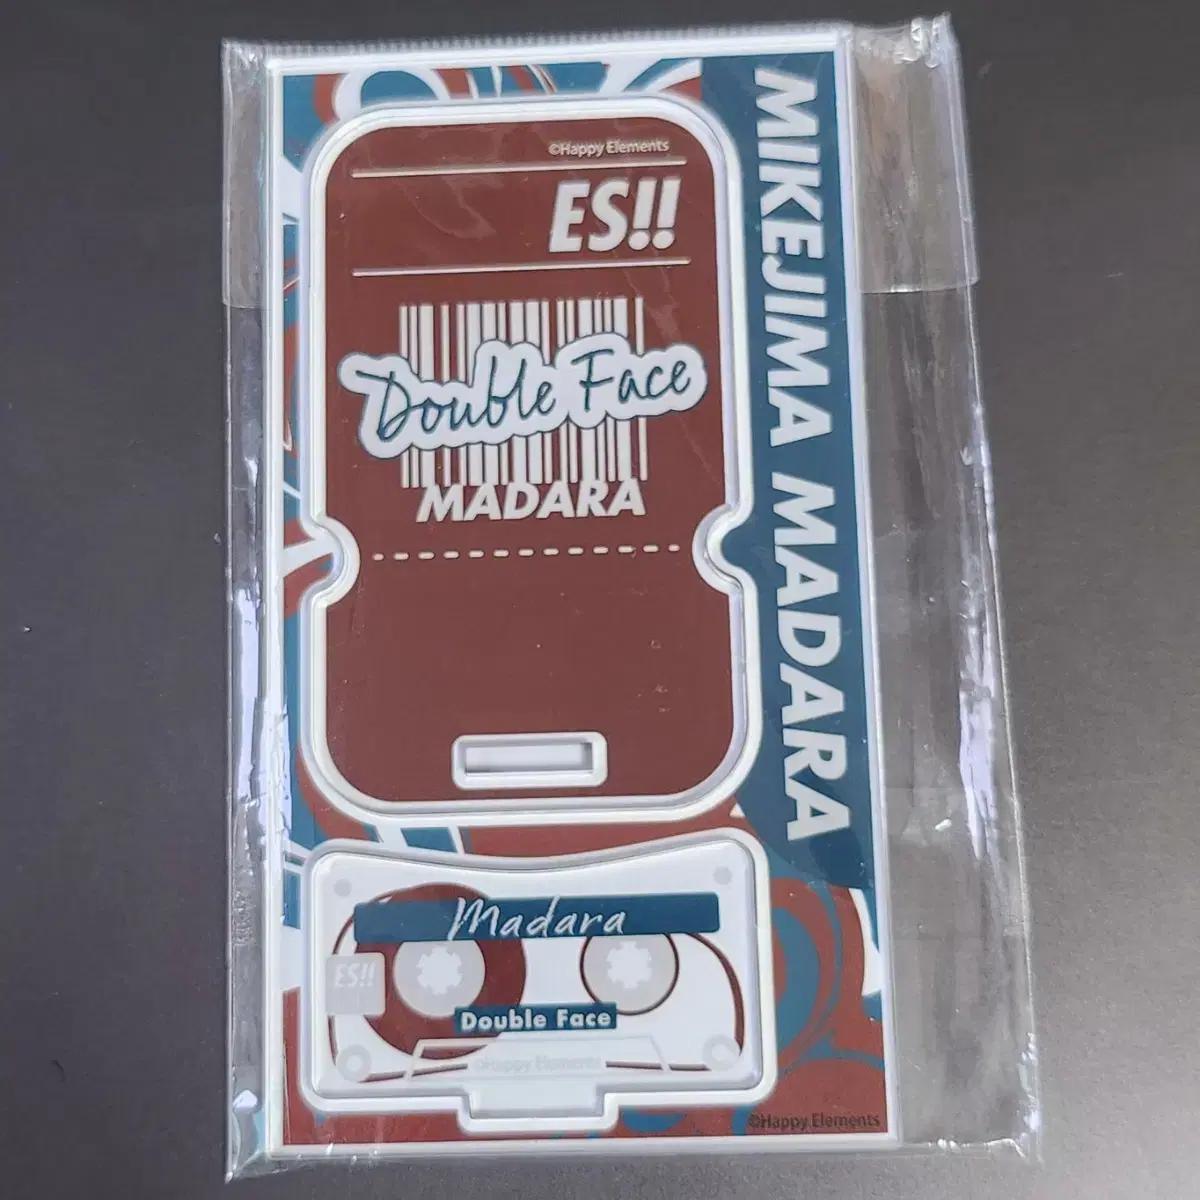 ©Happy Elements
ES!!
Double Face
MADARA
MIKEJIMA MADARA
Madara
ES!!
Double Face
©Happy Elements
©Happy Elements